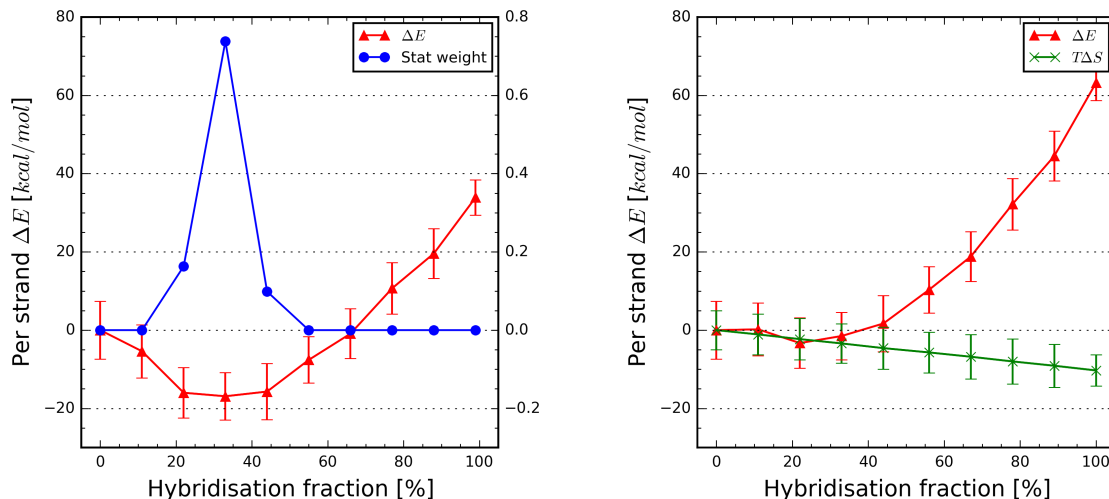 80
60
40
20
0
−20
0.8
0.6
0.4
0.2
0.0
−0.2
0 20 40 60 80 100
Per strand ΔE [kcal/mol]
Hybridisation fraction [%]
ΔE
Stat weight
80
60
40
20
0
−20
0 20 40 60 80 100
Per strand ΔE [kcal/mol]
Hybridisation fraction [%]
ΔE
TΔS